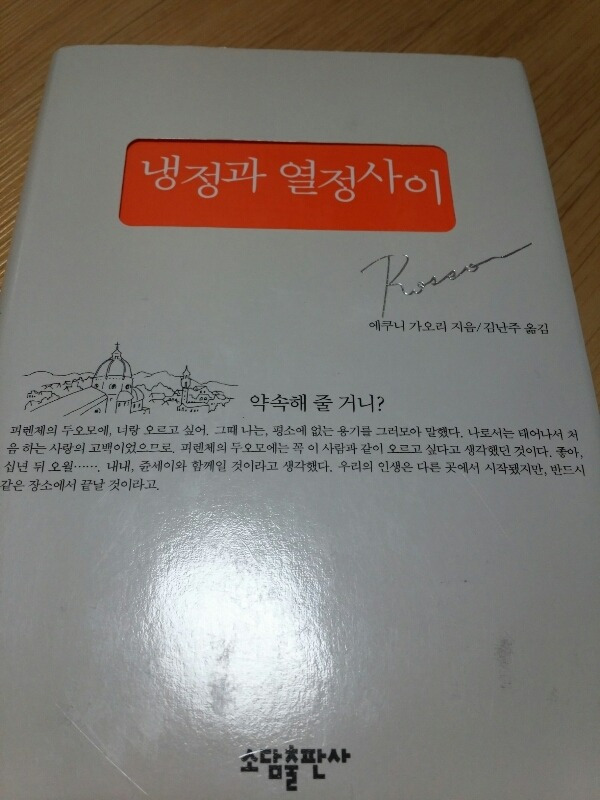 냉정과 열정사이
Rosso
에쿠니 가오리 지음/김난주 옮김
약속해 줄 거니?
피렌체의 두오모에, 너랑 오르고 싶어. 그때 나는, 평소에 없는 용기를 그러모아 말했다. 나로서는 태어나서 처
음 하는 사랑의 고백이었으므로. 피렌체의 두오모에는 꼭 이 사람과 같이 오르고 싶다고 생각했던 것이다. 좋아,
십년 뒤 오월……. 내내, 쥰세이와 함께일 것이라고 생각했다. 우리의 인생은 다른 곳에서 시작됐지만, 반드시
같은 장소에서 끝날 것이라고.
소담출판사